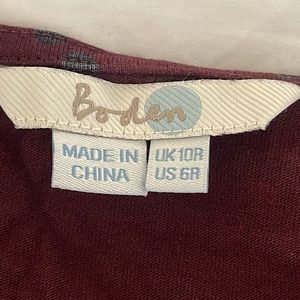 Boden
MADE IN
CHINA
UK 10R
US 6R